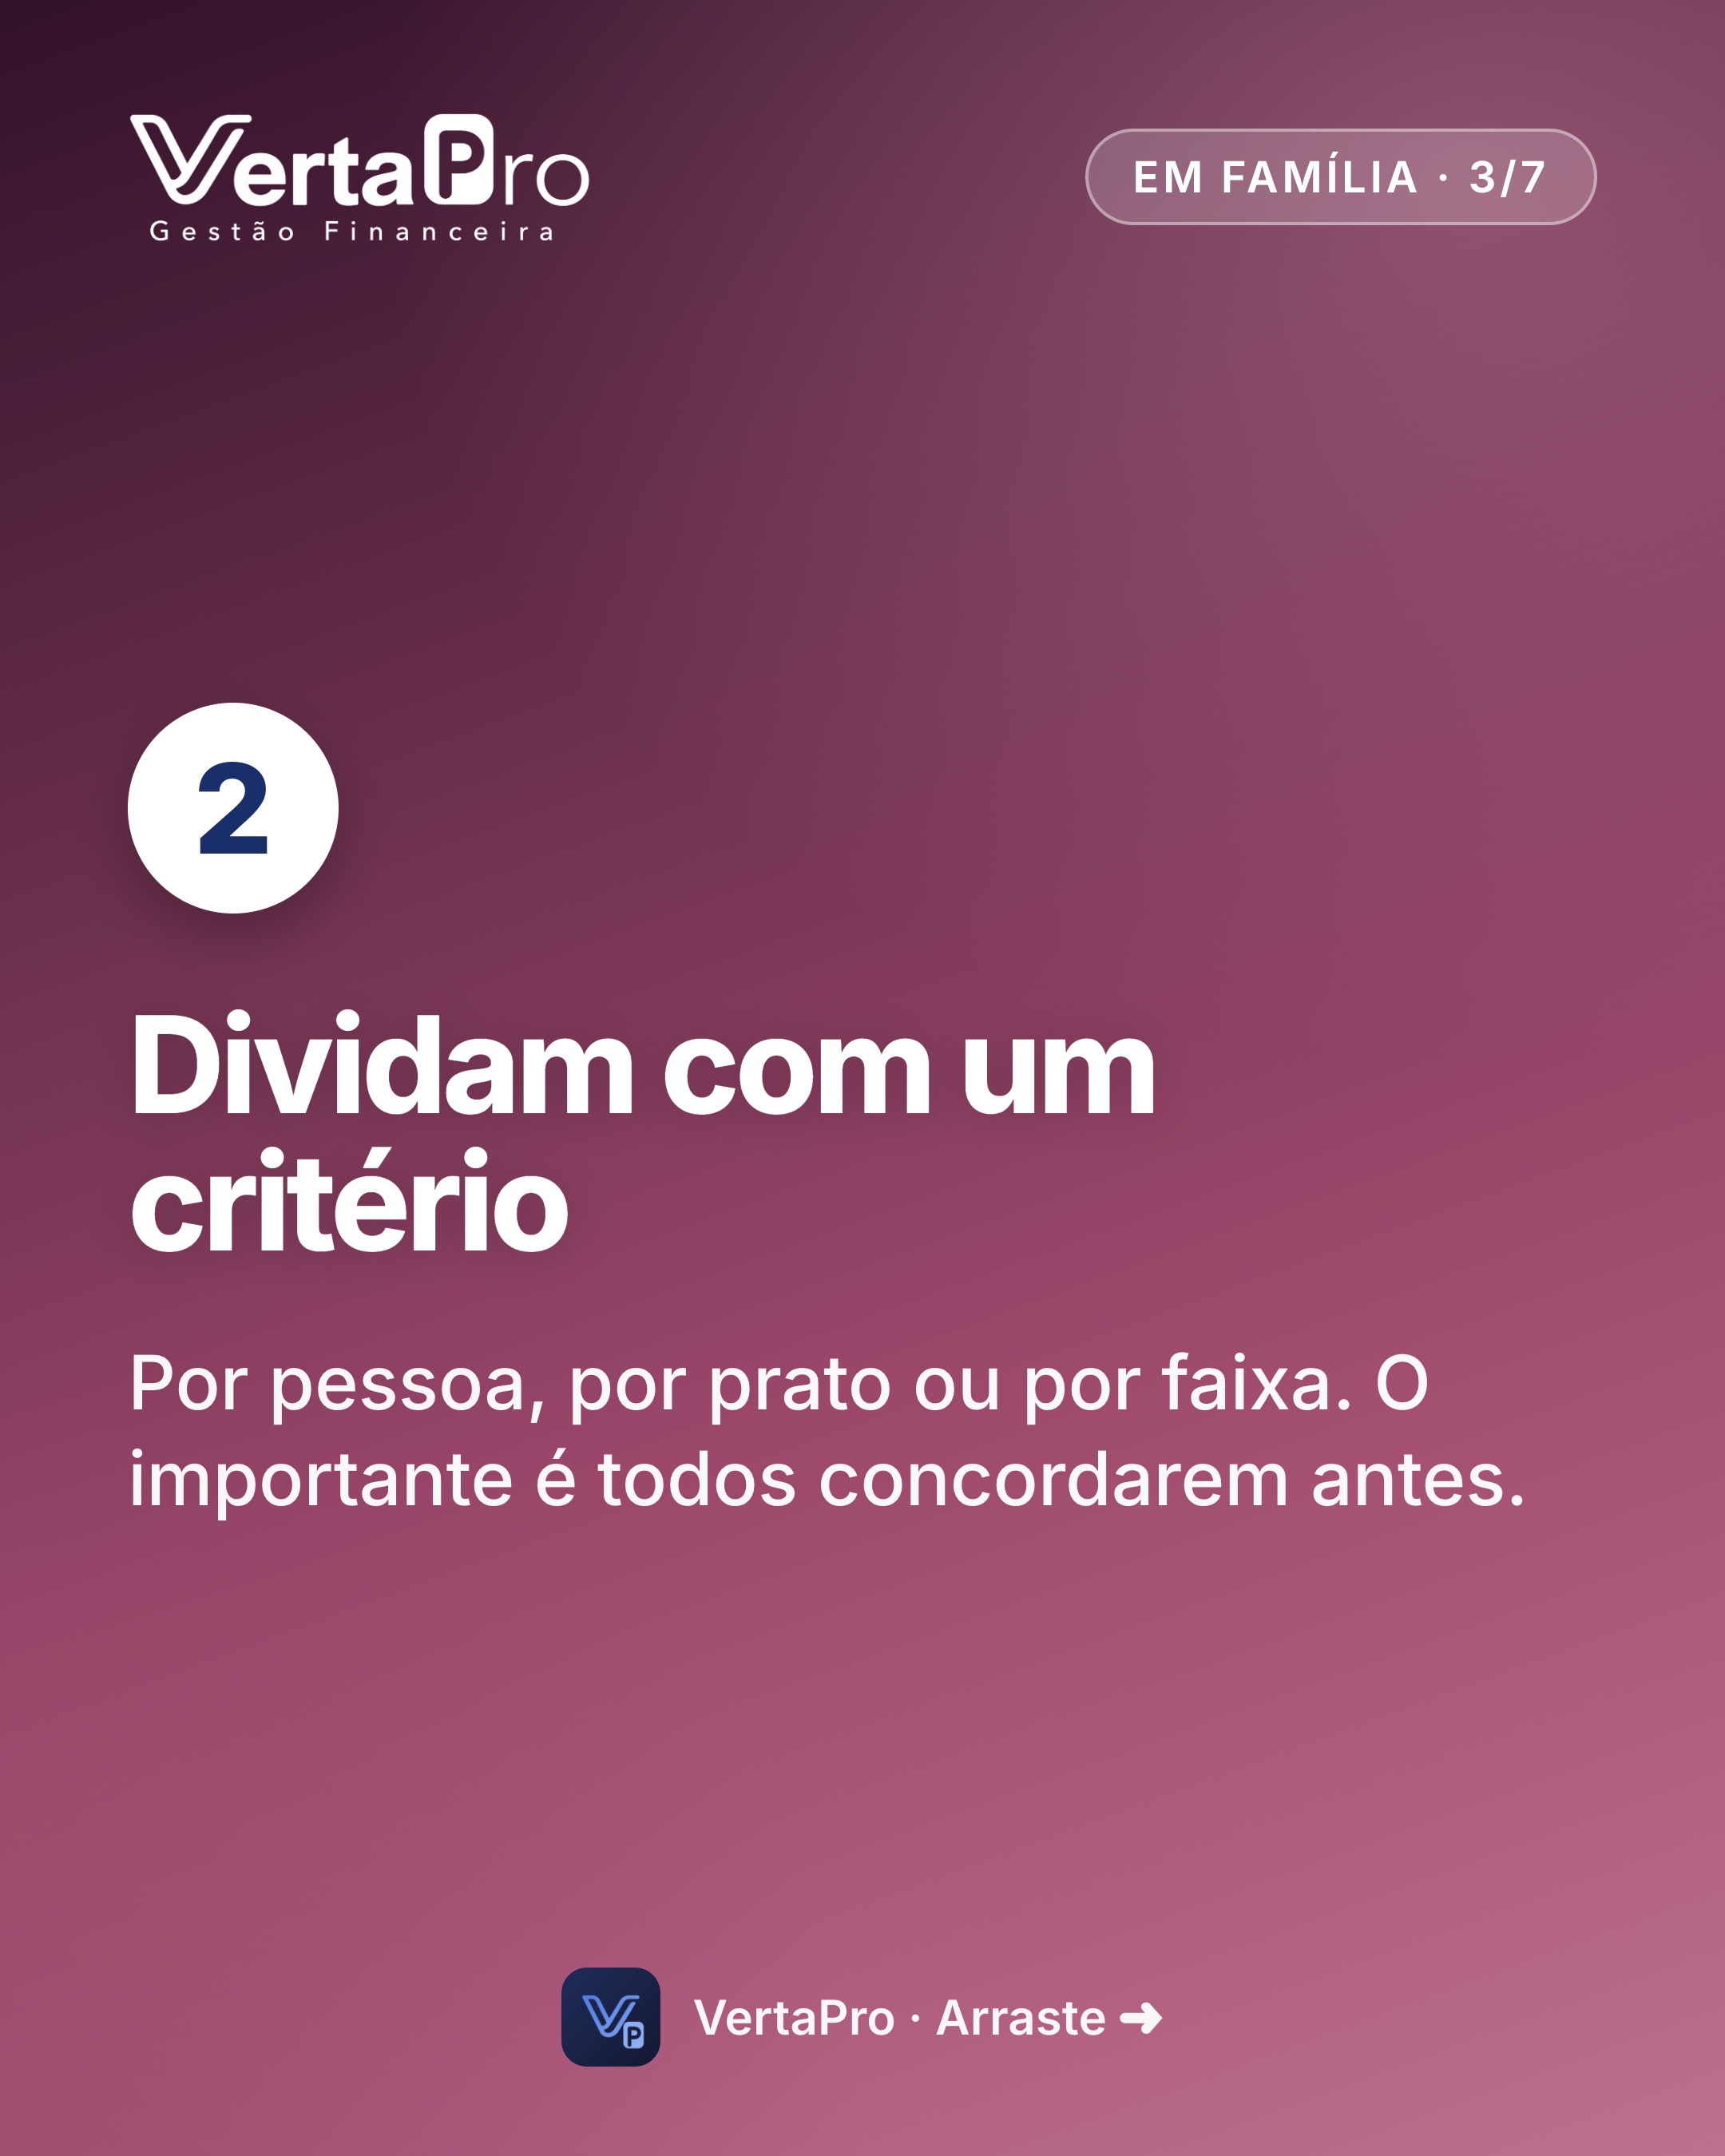 VertaPro
Gestão Financeira
EM FAMÍLIA · 3/7
2
Dividam com um
critério
Por pessoa, por prato ou por faixa. O
importante é todos concordarem antes.
VertaPro · Arraste ➜